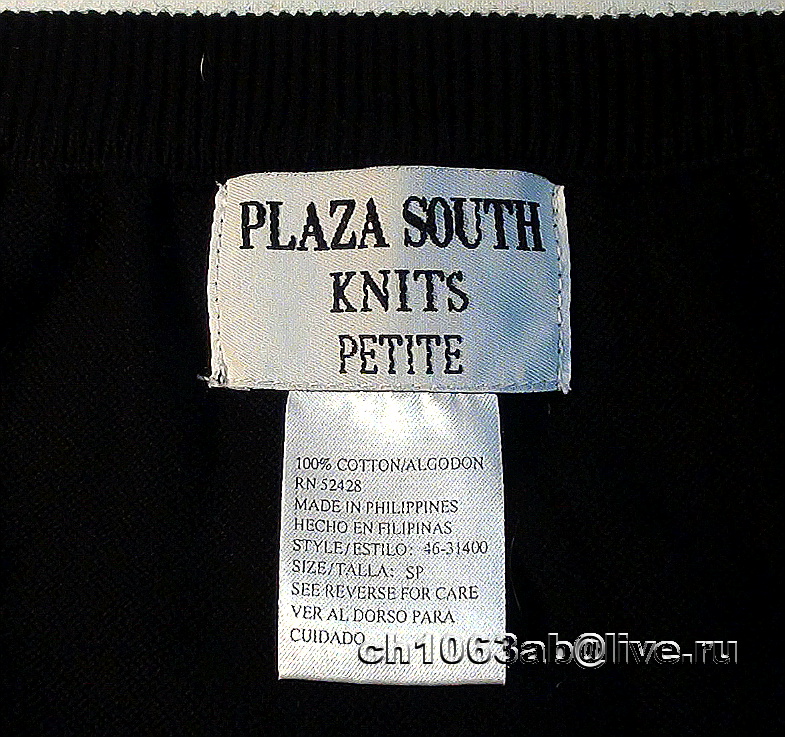 PLAZA SOUTH
KNITS
PETITE
100% COTTON/ALGODON
RN 52428
MADE IN PHILIPPINES
HECHO EN FILIPINAS
STYLE/ESTILO: 46-31400
SIZE/TALLA: SP
SEE REVERSE FOR CARE
VER AL DORSO PARA
CUIDADO
ch1063ab@live.ru